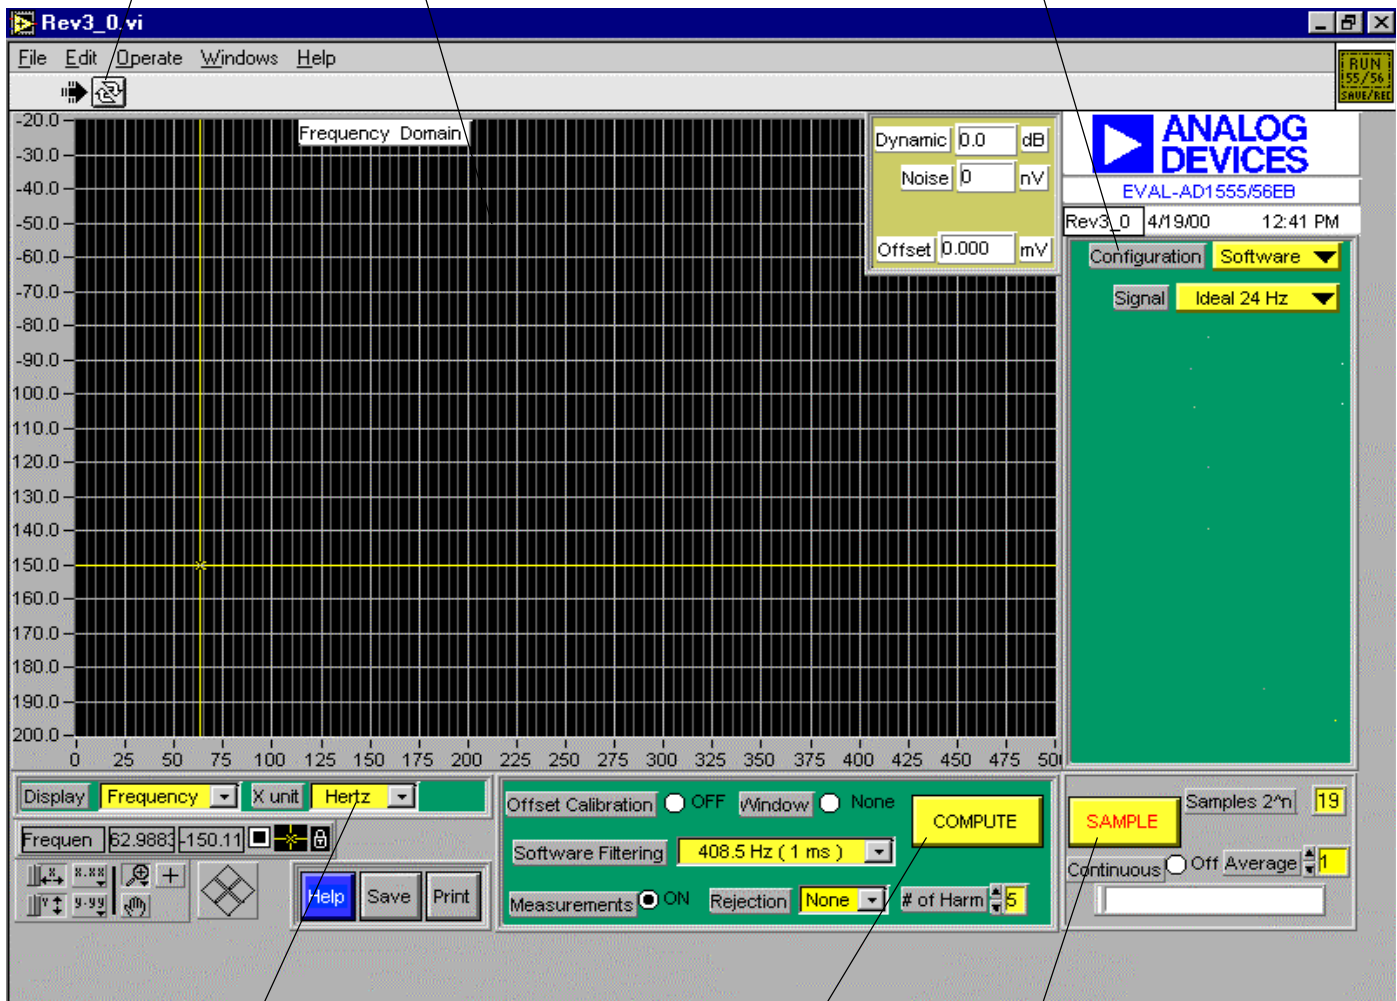 Rev3_0.vi
File Edit Operate Windows Help
RUN
55/56
SAVE/REC
Frequency Domain
-20.0
-30.0
-40.0
-50.0
-60.0
-70.0
-80.0
-90.0
100.0
110.0
120.0
130.0
140.0
150.0
160.0
170.0
180.0
190.0
200.0
0 25 50 75 100 125 150 175 200 225 250 275 300 325 350 375 400 425 450 475 50
Dynamic 0.0 dB
Noise 0 nV
Offset 0.000 mV
ANALOG
DEVICES
EVAL-AD1555/56EB
Rev3_0 4/19/00 12:41 PM
Configuration Software
Signal Ideal 24 Hz
Display Frequency X unit Hertz
Frequen 62.9883 -150.11
X.XX
Y.YY
Help Save Print
Offset Calibration OFF Window None
COMPUTE
Software Filtering 408.5 Hz ( 1 ms )
Measurements ON Rejection None # of Harm 5
SAMPLE
Samples 2^n 19
Continuous Off Average 1